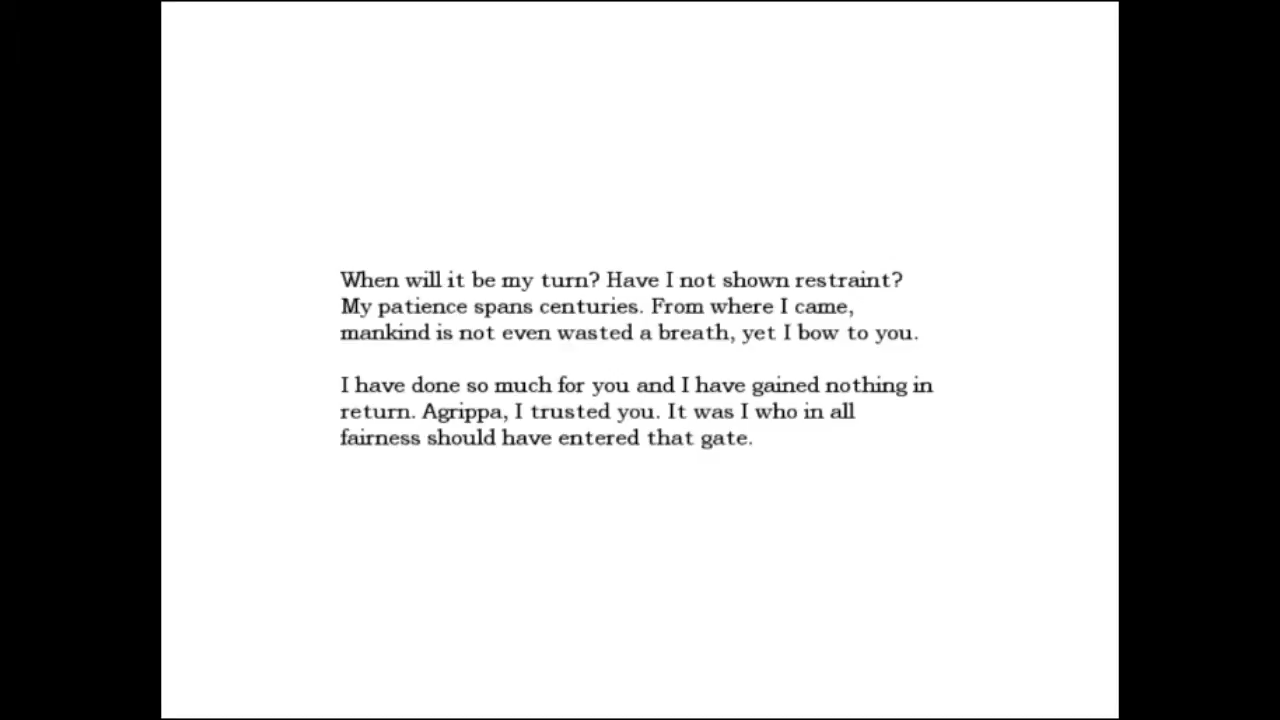 When will it be my turn? Have I not shown restraint?
My patience spans centuries. From where I came,
mankind is not even wasted a breath, yet I bow to you.
I have done so much for you and I have gained nothing in
return. Agrippa, I trusted you. It was I who in all
fairness should have entered that gate.